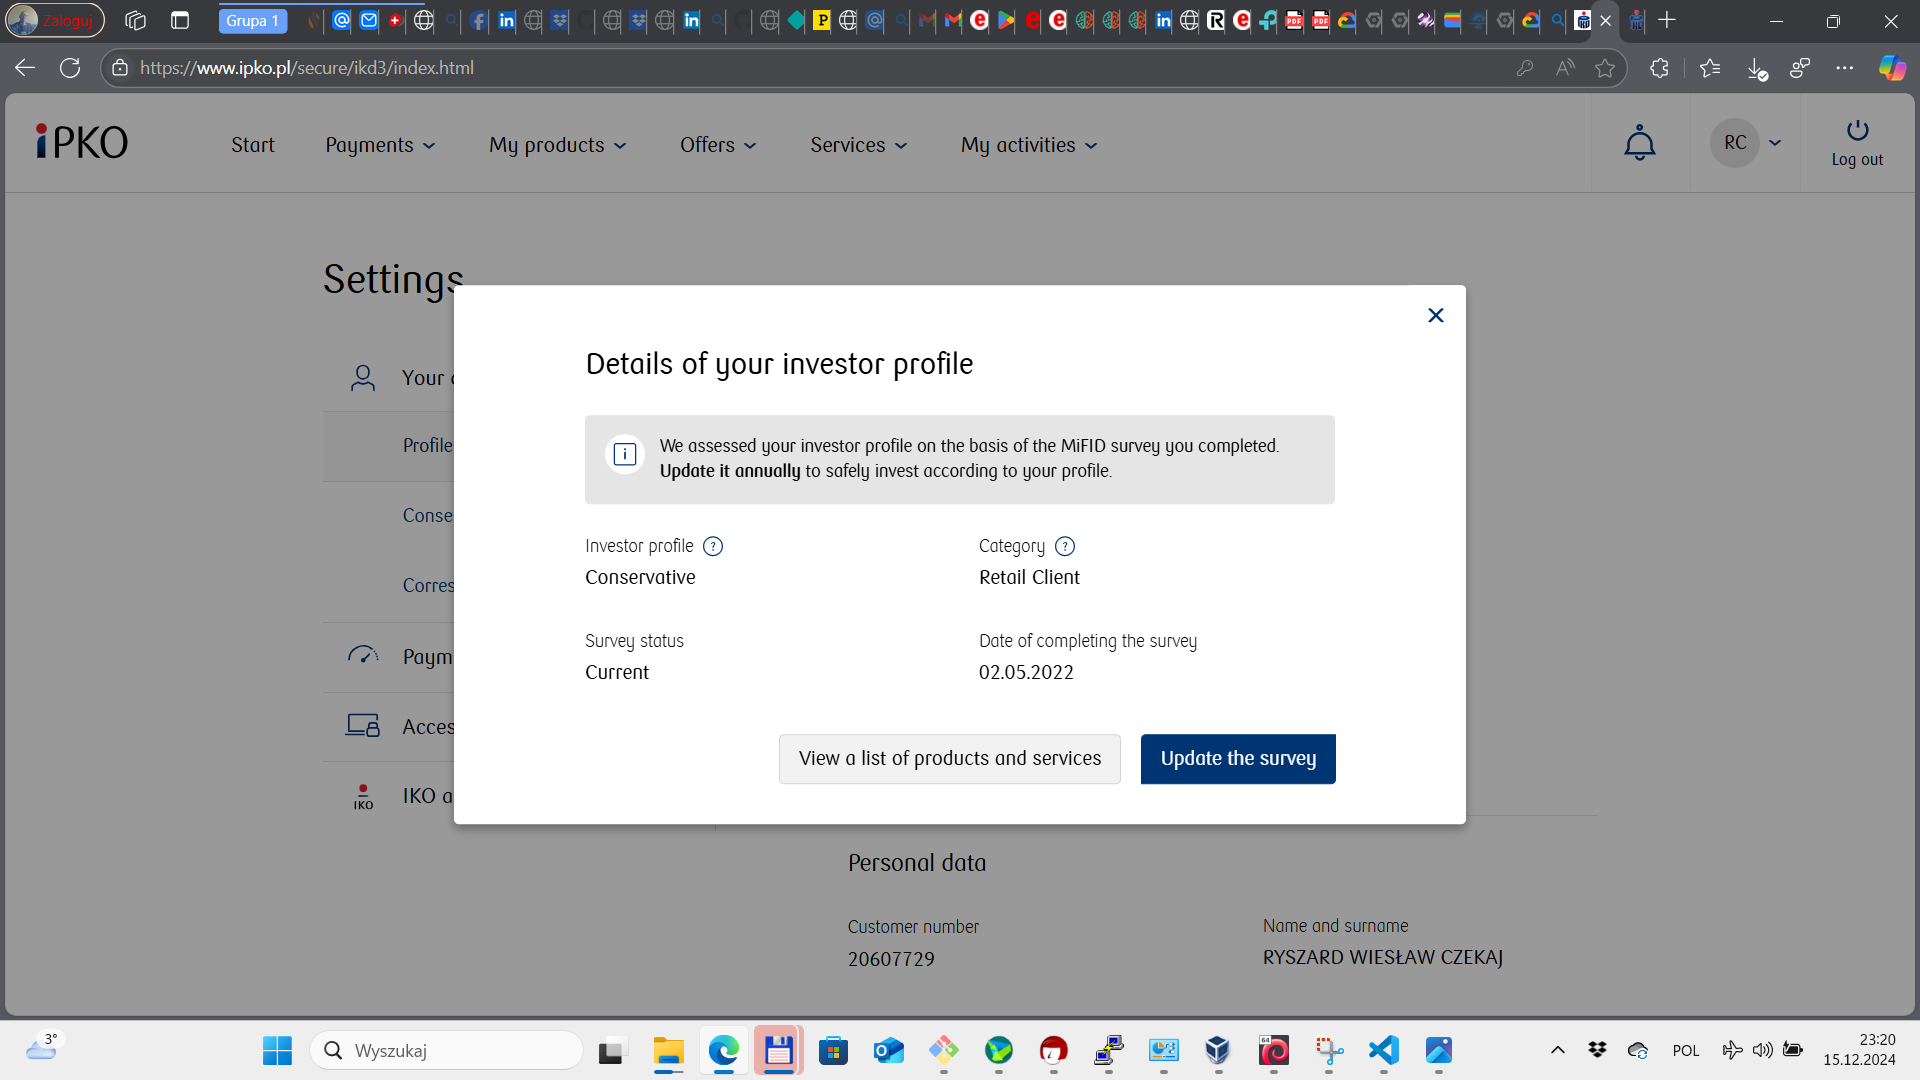 Zaloguj
Grupa 1
https://www.ipko.pl/secure/ikd3/index.html
iPKO
Start
Payments
My products
Offers
Services
My activities
RC
Log out
Settings
Your
Profile
Conse
Corres
Paym
Acces
IKO
IKO a
Details of your investor profile
We assessed your investor profile on the basis of the MiFID survey you completed.
Update it annually to safely invest according to your profile.
Investor profile ?
Conservative
Category ?
Retail Client
Survey status
Current
Date of completing the survey
02.05.2022
View a list of products and services
Update the survey
Personal data
Customer number
20607729
Name and surname
RYSZARD WIESŁAW CZEKAJ
3°
Wyszukaj
64
POL
23:20
15.12.2024